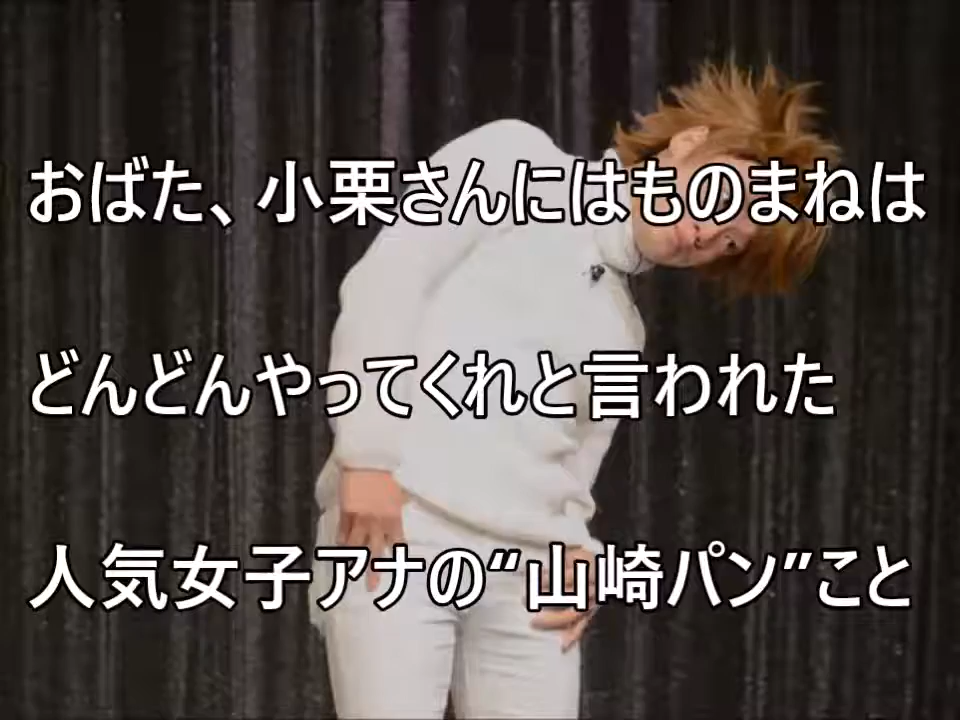 おばた、小栗さんにはものまねは
どんどんやってくれと言われた
人気女子アナの“山崎パン”こと